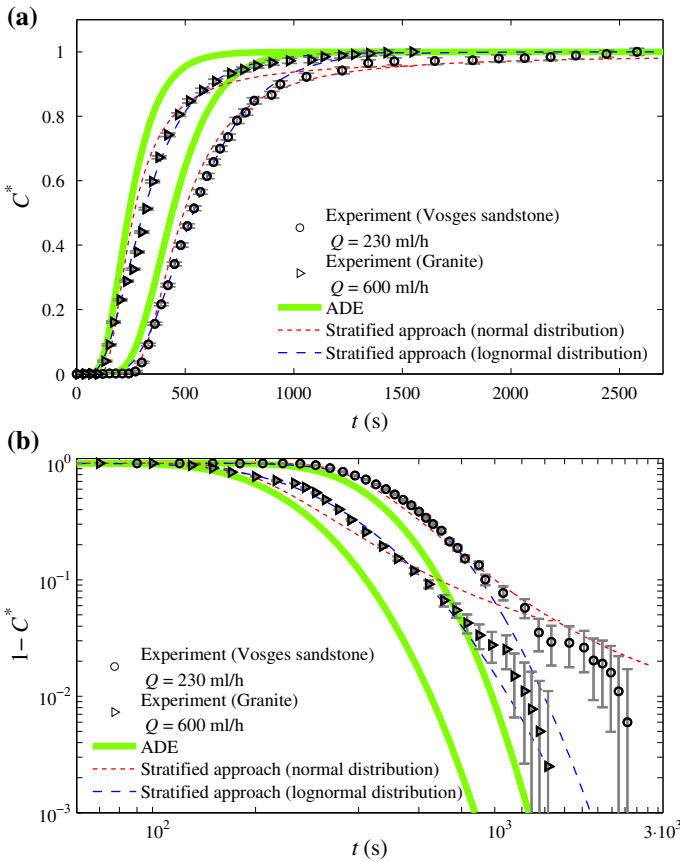 (a)
1
0.8
0.6
0.4
0.2
0
C*
Experiment (Vosges sandstone)
Q = 230 ml/h
Experiment (Granite)
Q = 600 ml/h
ADE
Stratified approach (normal distribution)
Stratified approach (lognormal distribution)
0 500 1000 1500 2000 2500
t (s)
(b)
10⁰
10⁻¹
10⁻²
10⁻³
1− C*
Experiment (Vosges sandstone)
Q = 230 ml/h
Experiment (Granite)
Q = 600 ml/h
ADE
Stratified approach (normal distribution)
Stratified approach (lognormal distribution)
10² 10³ 3·10³
t (s)